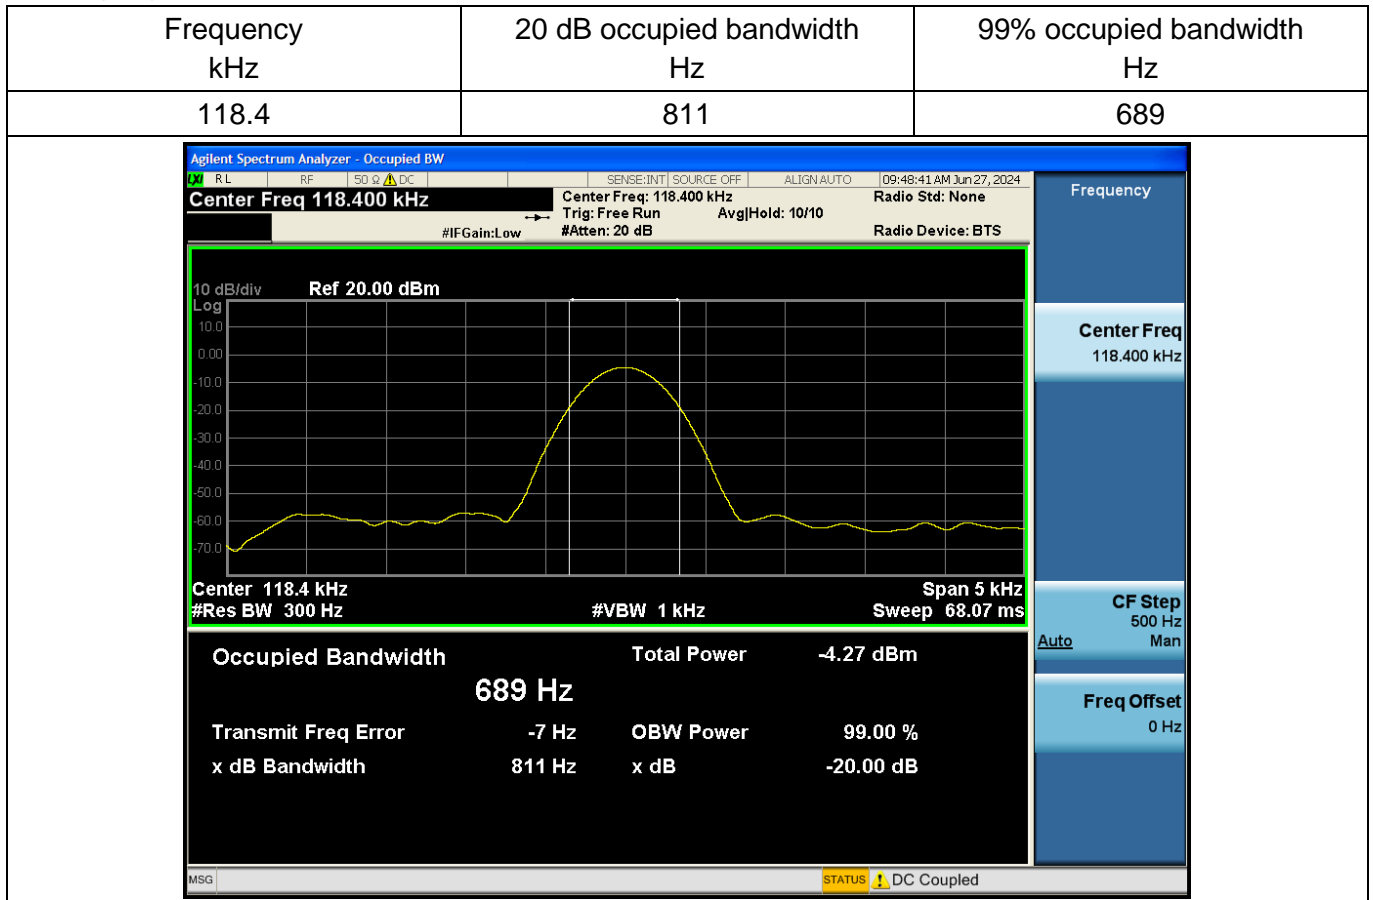 Frequency
kHz
20 dB occupied bandwidth
Hz
99% occupied bandwidth
Hz
118.4
811
689
Agilent Spectrum Analyzer - Occupied BW
LXI RL RF 50 Ω DC SENSE:INT SOURCE OFF ALIGN AUTO 09:48:41 AM Jun 27, 2024
Center Freq 118.400 kHz
Center Freq: 118.400 kHz
Radio Std: None
Trig: Free Run Avg|Hold: 10/10
#IFGain:Low #Atten: 20 dB Radio Device: BTS
10 dB/div Ref 20.00 dBm
Log
10.0
0.00
-10.0
-20.0
-30.0
-40.0
-50.0
-60.0
-70.0
Center 118.4 kHz Span 5 kHz
#Res BW 300 Hz #VBW 1 kHz Sweep 68.07 ms
Occupied Bandwidth Total Power -4.27 dBm
689 Hz
Transmit Freq Error -7 Hz OBW Power 99.00 %
x dB Bandwidth 811 Hz x dB -20.00 dB
Frequency
Center Freq
118.400 kHz
CF Step
500 Hz
Auto Man
Freq Offset
0 Hz
MSG STATUS DC Coupled